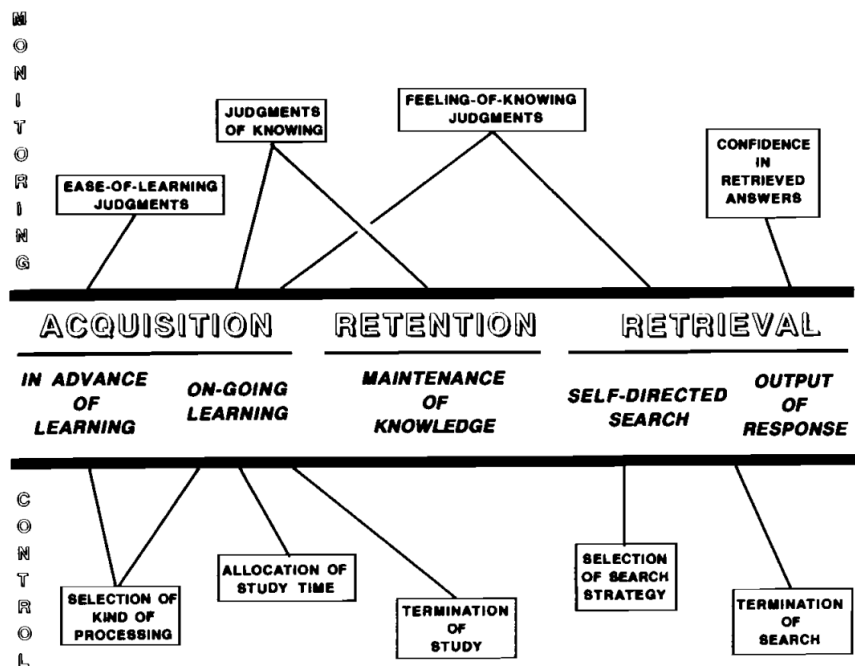 MONITORING
EASE-OF-LEARNING
JUDGMENTS
JUDGMENTS
OF KNOWING
FEELING-OF-KNOWING
JUDGMENTS
CONFIDENCE
IN
RETRIEVED
ANSWERS
ACQUISITION
RETENTION
RETRIEVAL
IN ADVANCE
OF
LEARNING
ON-GOING
LEARNING
MAINTENANCE
OF
KNOWLEDGE
SELF-DIRECTED
SEARCH
OUTPUT
OF
RESPONSE
CONTROL
SELECTION OF
KIND OF
PROCESSING
ALLOCATION OF
STUDY TIME
TERMINATION
OF
STUDY
SELECTION
OF SEARCH
STRATEGY
TERMINATION
OF
SEARCH